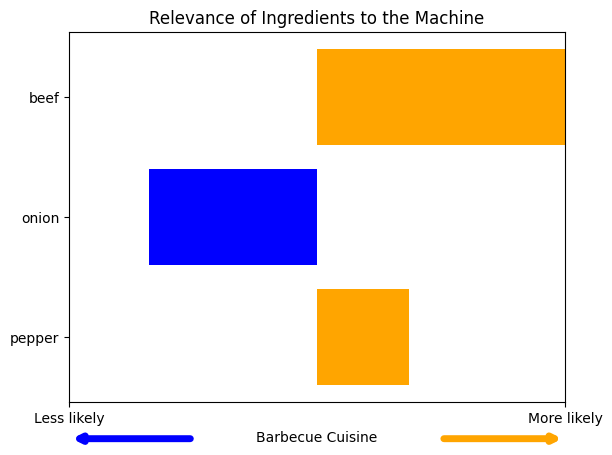 Relevance of Ingredients to the Machine
beef
onion
pepper
Less likely
More likely
Barbecue Cuisine